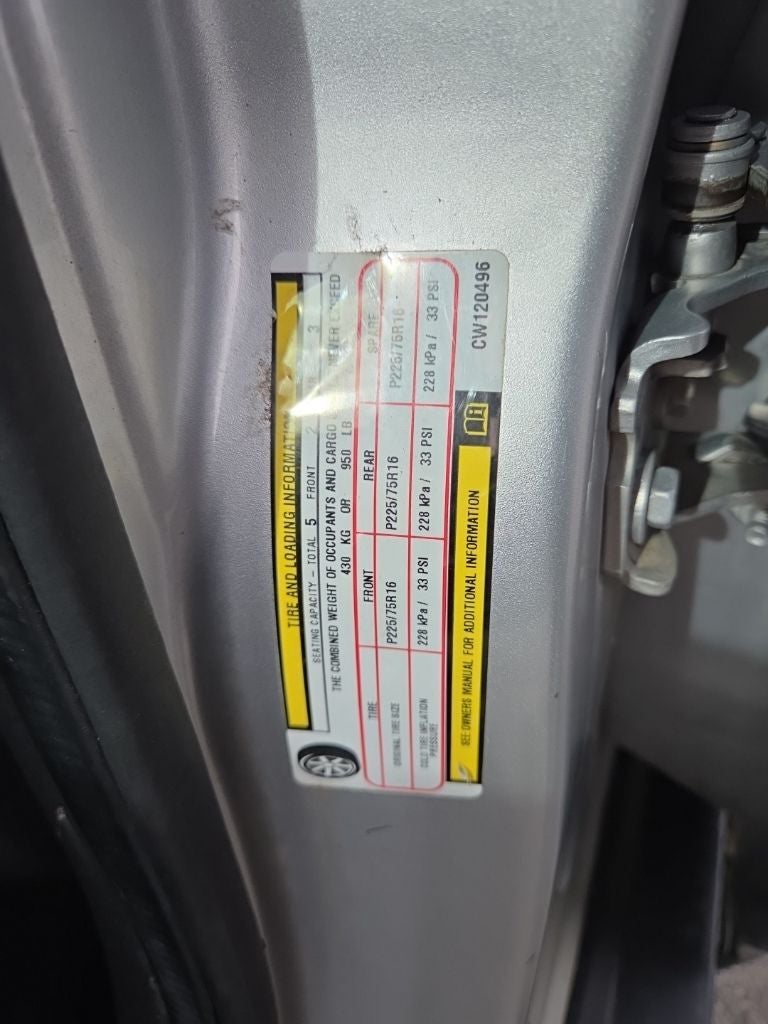 TIRE AND LOADING INFORMATION
SEATING CAPACITY – TOTAL 5 FRONT 2 3
THE COMBINED WEIGHT OF OCCUPANTS AND CARGO EXCEED
430 KG OR 950 LB
TIRE FRONT REAR SPARE
ORIGINAL TIRE SIZE P225/75R16 P225/75R16 P225/75R16
COLD TIRE INFLATION PRESSURE 228 kPa / 33 PSI 228 kPa / 33 PSI 228 kPa / 33 PSI
SEE OWNERS MANUAL FOR ADDITIONAL INFORMATION
CW120496